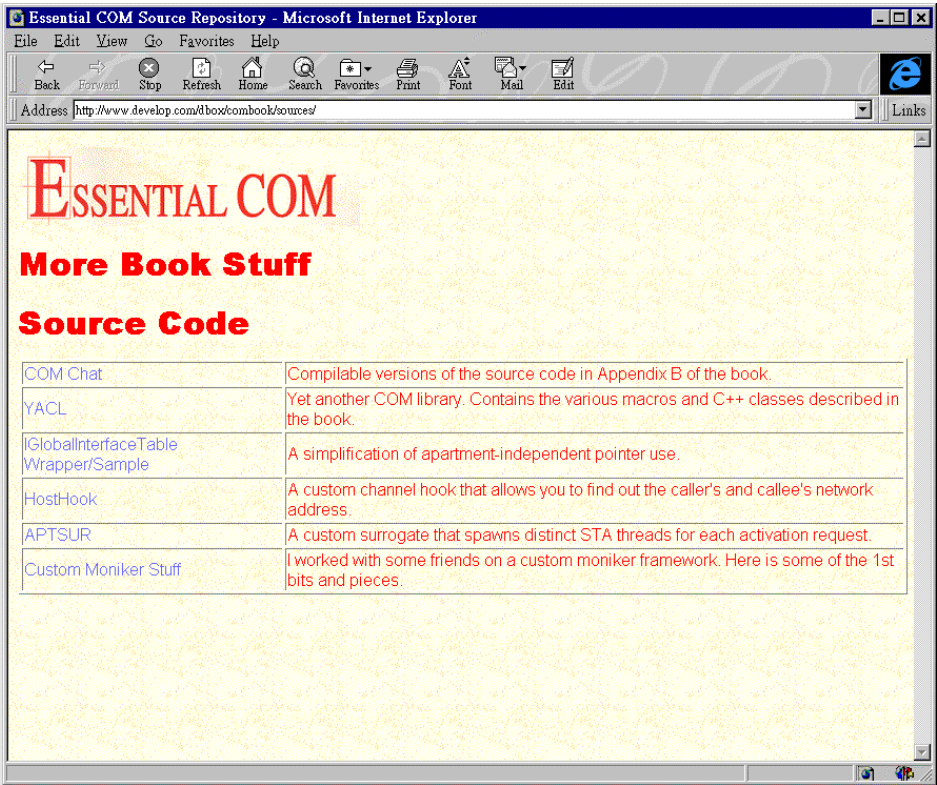 Essential COM Source Repository - Microsoft Internet Explorer
File Edit View Go Favorites Help
Back Forward Stop Refresh Home Search Favorites Print Font Mail Edit
Address http://www.develop.com/dbox/combook/sources/ Links
ESSENTIAL COM
More Book Stuff
Source Code
COM Chat
Compilable versions of the source code in Appendix B of the book.
YACL
Yet another COM library. Contains the various macros and C++ classes described in
the book.
IGlobalInterfaceTable
Wrapper/Sample
A simplification of apartment-independent pointer use.
HostHook
A custom channel hook that allows you to find out the caller's and callee's network
address.
APTSUR
A custom surrogate that spawns distinct STA threads for each activation request.
Custom Moniker Stuff
I worked with some friends on a custom moniker framework. Here is some of the 1st
bits and pieces.